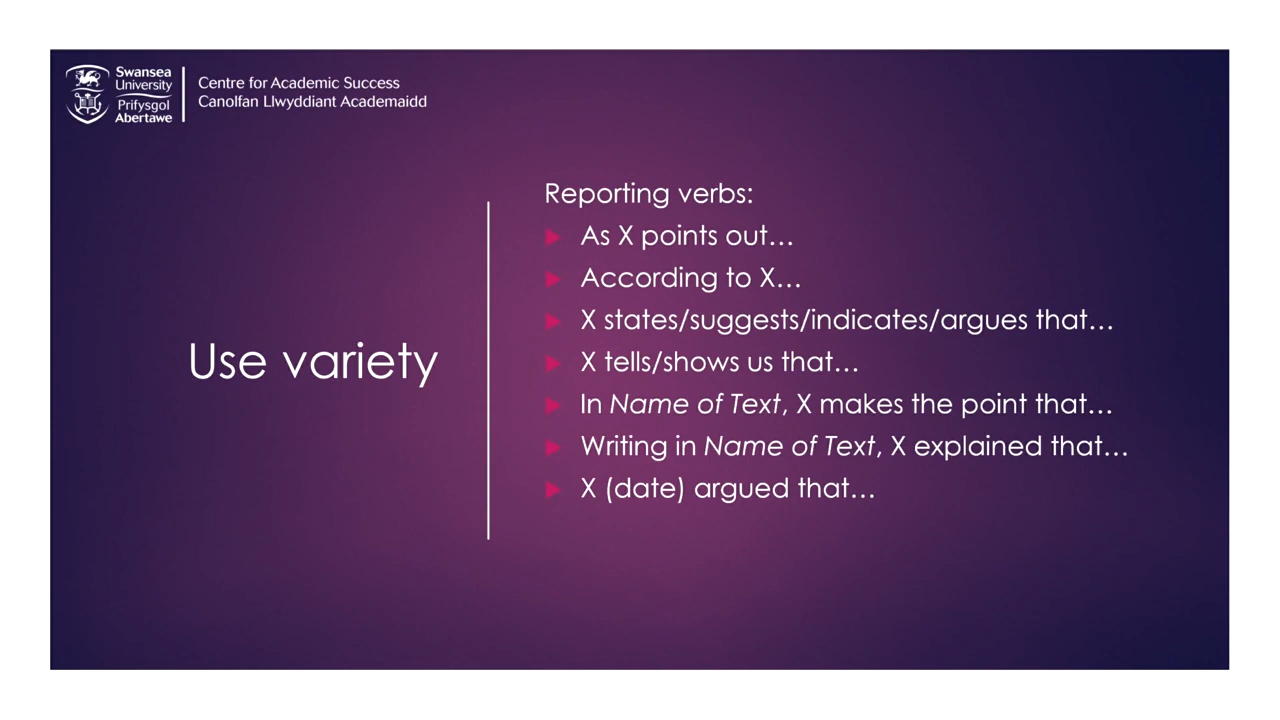 Swansea
University
Prifysgol
Abertawe
Centre for Academic Success
Canolfan Llwyddiant Academaidd
Use variety
Reporting verbs:
As X points out...
According to X...
X states/suggests/indicates/argues that...
X tells/shows us that...
In Name of Text, X makes the point that...
Writing in Name of Text, X explained that...
X (date) argued that...